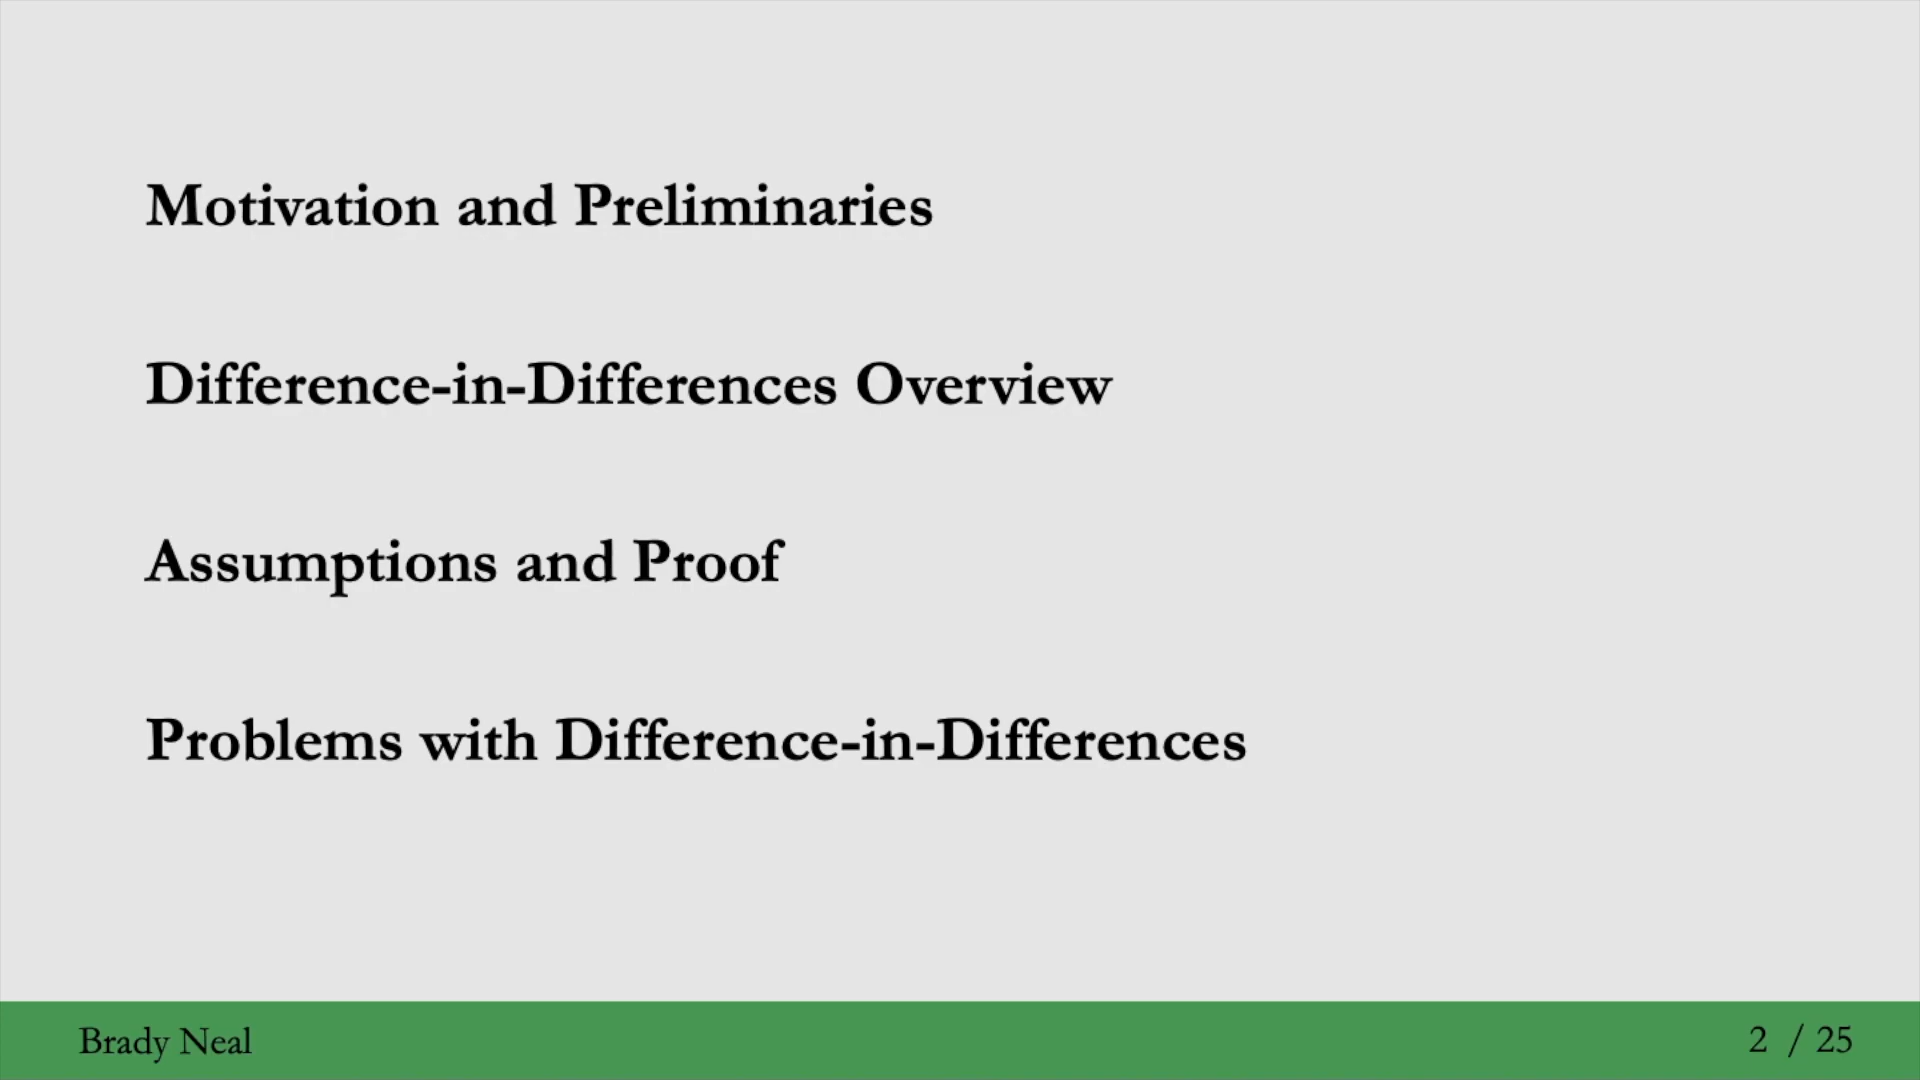 Motivation and Preliminaries
Difference-in-Differences Overview
Assumptions and Proof
Problems with Difference-in-Differences
Brady Neal
2 / 25